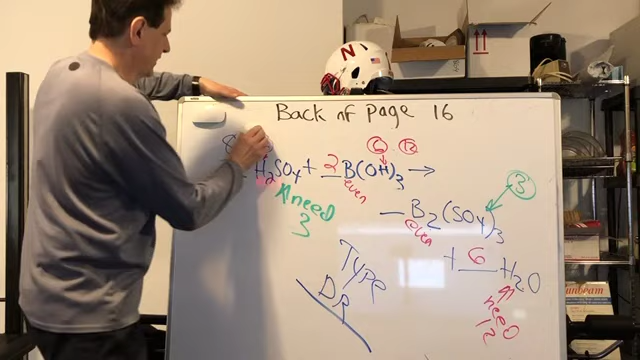 Back of Page 16
8
6 12
_ H2SO4 + 2 B(OH)3 →
even
need
3
3
_ B2(SO4)3
even
+ 6 H2O
need
12
TYPE
DR
N